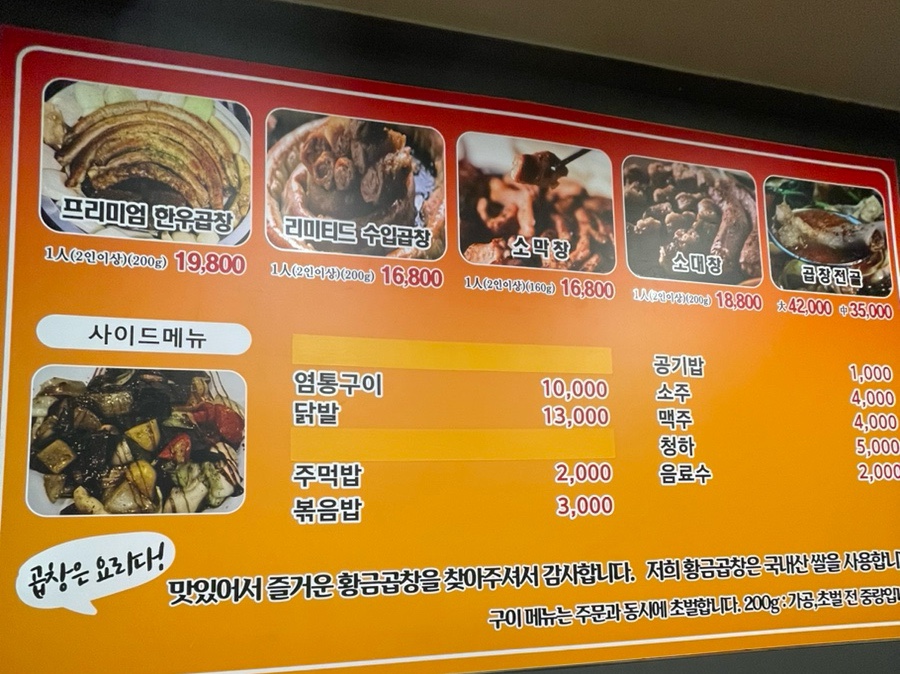 프리미엄 한우곱창
1人(2인이상)(200g) 19,800
리미티드 수입곱창
1人(2인이상)(200g) 16,800
소막창
1人(2인이상)(160g) 16,800
소대창
1人(2인이상)(200g) 18,800
곱창전골
大 42,000 中 35,000
사이드메뉴
염통구이 10,000
닭발 13,000
주먹밥 2,000
볶음밥 3,000
공기밥 1,000
소주 4,000
맥주 4,000
청하 5,000
음료수 2,000
곱창은 요리다!
맛있어서 즐거운 황금곱창을 찾아주셔서 감사합니다. 저희 황금곱창은 국내산 쌀을 사용합니
구이 메뉴는 주문과 동시에 초벌합니다. 200g : 가공,초벌 전 중량입니